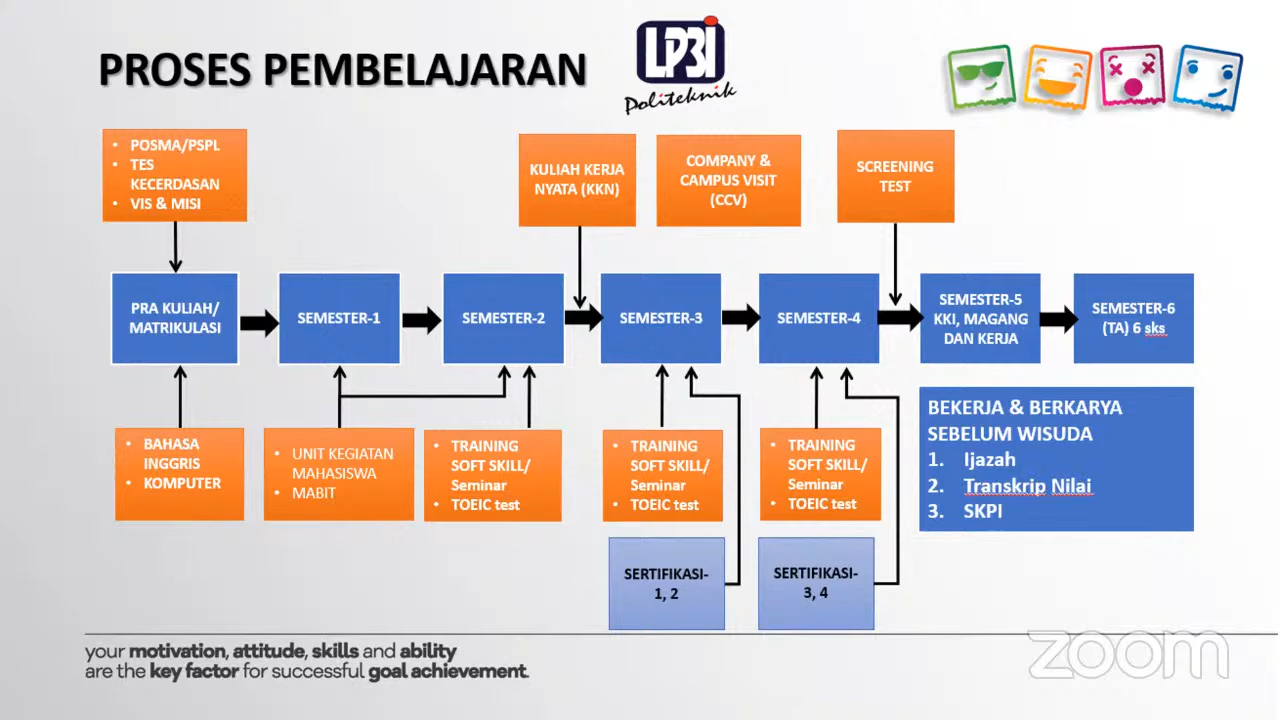 PROSES PEMBELAJARAN
LP3I
Politeknik
• POSMA/PSPL
• TES
KECERDASAN
• VIS & MISI
KULIAH KERJA
NYATA (KKN)
COMPANY &
CAMPUS VISIT
(CCV)
SCREENING
TEST
PRA KULIAH/
MATRIKULASI
SEMESTER-1
SEMESTER-2
SEMESTER-3
SEMESTER-4
SEMESTER-5
KKI, MAGANG
DAN KERJA
SEMESTER-6
(TA) 6 sks
• BAHASA
INGGRIS
• KOMPUTER
• UNIT KEGIATAN
MAHASISWA
• MABIT
• TRAINING
SOFT SKILL/
Seminar
• TOEIC test
• TRAINING
SOFT SKILL/
Seminar
• TOEIC test
• TRAINING
SOFT SKILL/
Seminar
• TOEIC test
BEKERJA & BERKARYA
SEBELUM WISUDA
1. Ijazah
2. Transkrip Nilai
3. SKPI
SERTIFIKASI-
1, 2
SERTIFIKASI-
3, 4
your motivation, attitude, skills and ability
are the key factor for successful goal achievement.
zoom